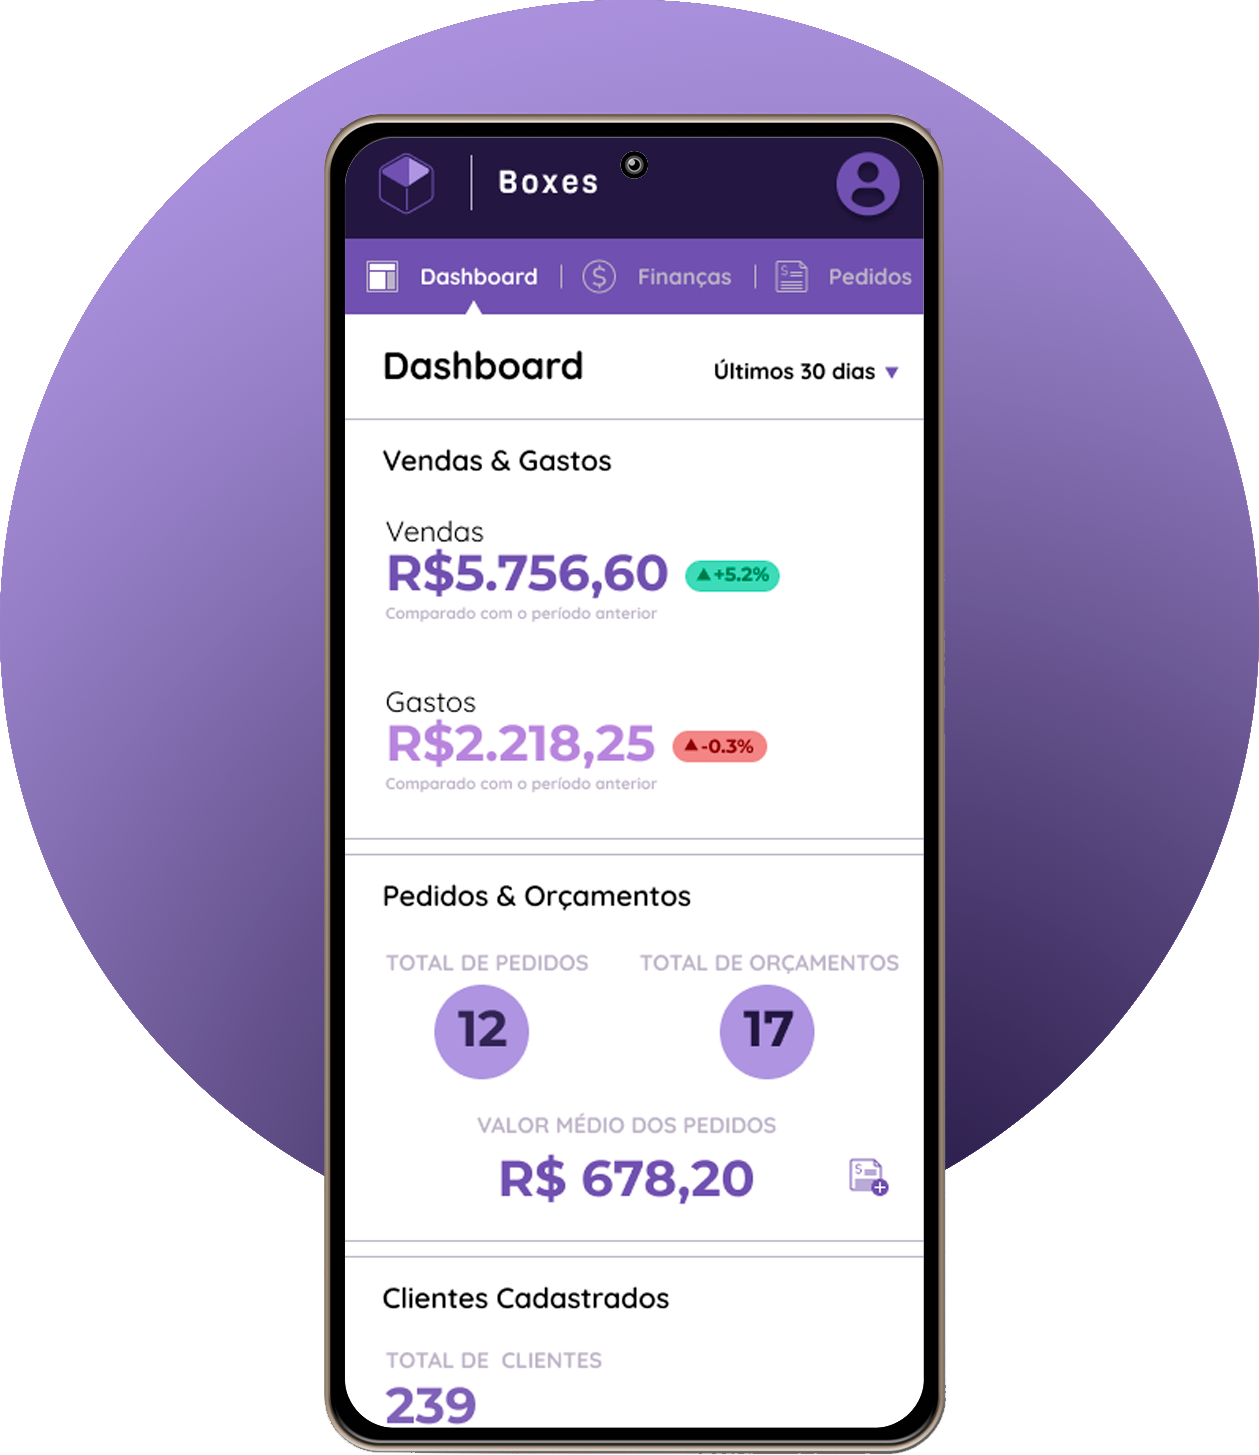 Boxes
Dashboard Finanças Pedidos
Dashboard
Últimos 30 dias
Vendas & Gastos
Vendas
R$5.756,60
+5.2%
Comparado com o período anterior
Gastos
R$2.218,25
-0.3%
Comparado com o período anterior
Pedidos & Orçamentos
TOTAL DE PEDIDOS
TOTAL DE ORÇAMENTOS
12
17
VALOR MÉDIO DOS PEDIDOS
R$ 678,20
Clientes Cadastrados
TOTAL DE CLIENTES
239